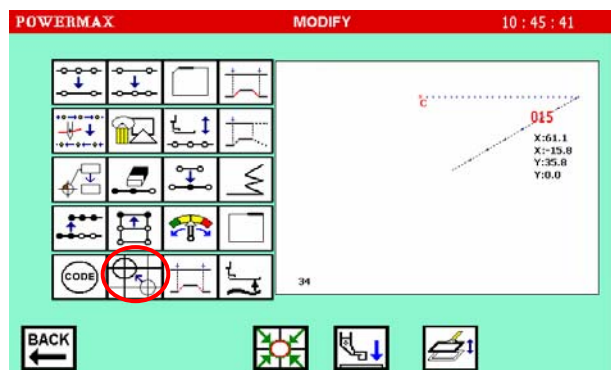 POWERMAX MODIFY 10:45:41
C
015
X:61.1
X:-15.8
Y:35.8
Y:0.0
CODE
34
BACK